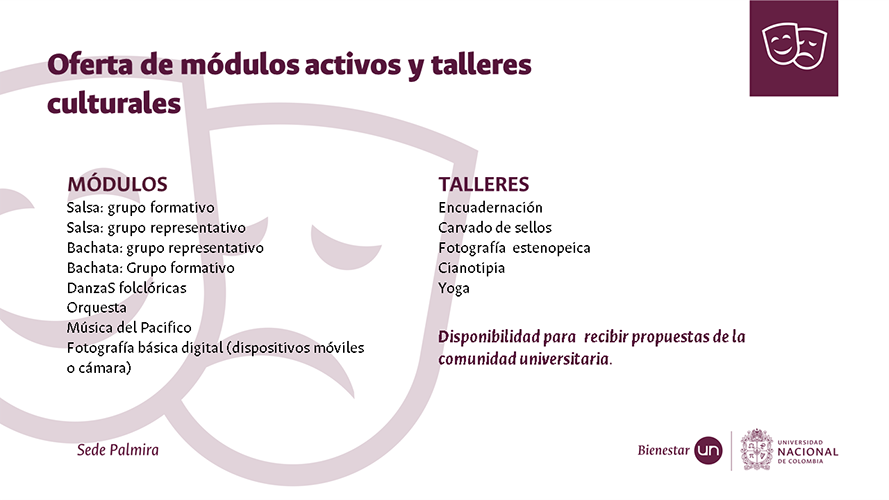 Oferta de módulos activos y talleres
culturales
MÓDULOS
Salsa: grupo formativo
Salsa: grupo representativo
Bachata: grupo representativo
Bachata: Grupo formativo
DanzaS folclóricas
Orquesta
Música del Pacifico
Fotografía básica digital (dispositivos móviles
o cámara)
TALLERES
Encuadernación
Carvado de sellos
Fotografía estenopeica
Cianotipia
Yoga
Disponibilidad para recibir propuestas de la
comunidad universitaria.
Sede Palmira
Bienestar un
UNIVERSIDAD
NACIONAL
DE COLOMBIA